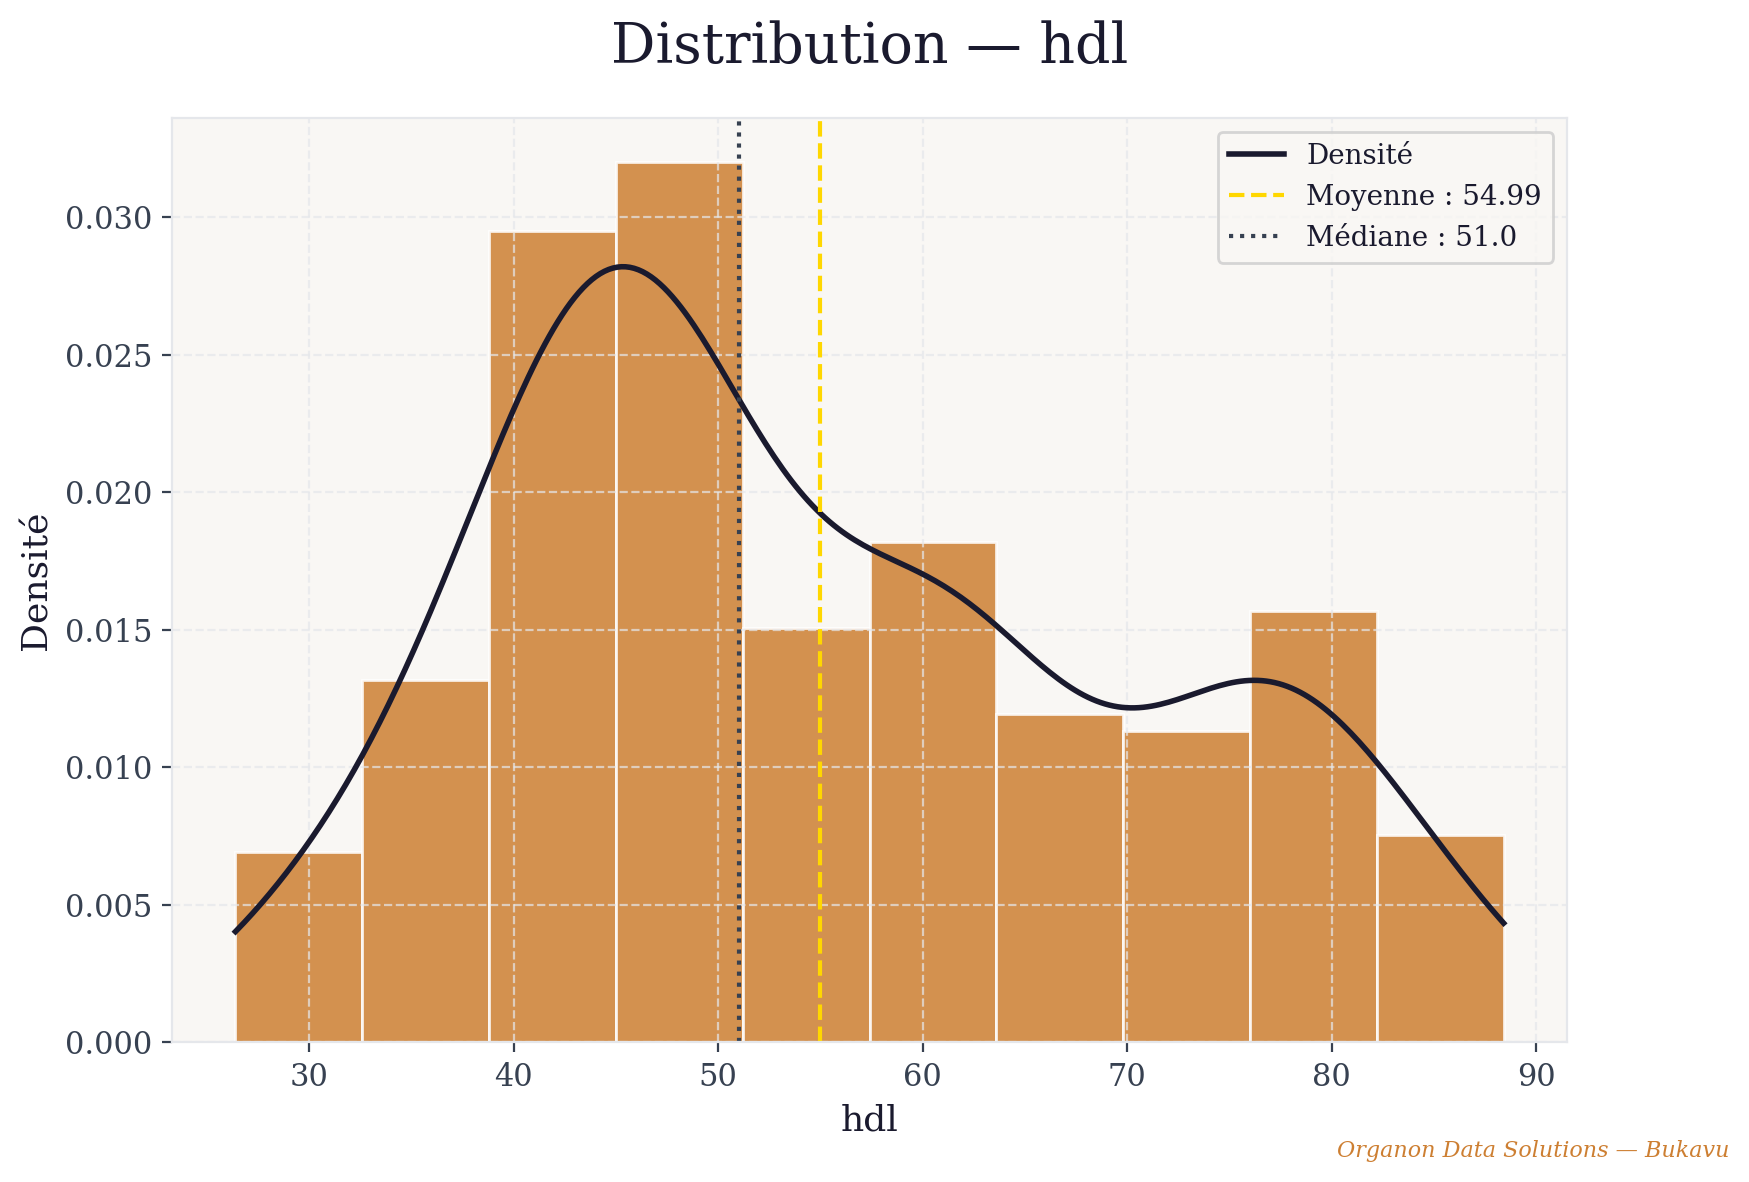 Distribution — hdl
Densité
Moyenne : 54.99
Médiane : 51.0
0.030
0.025
0.020
0.015
0.010
0.005
0.000
Densité
30 40 50 60 70 80 90
hdl
Organon Data Solutions — Bukavu